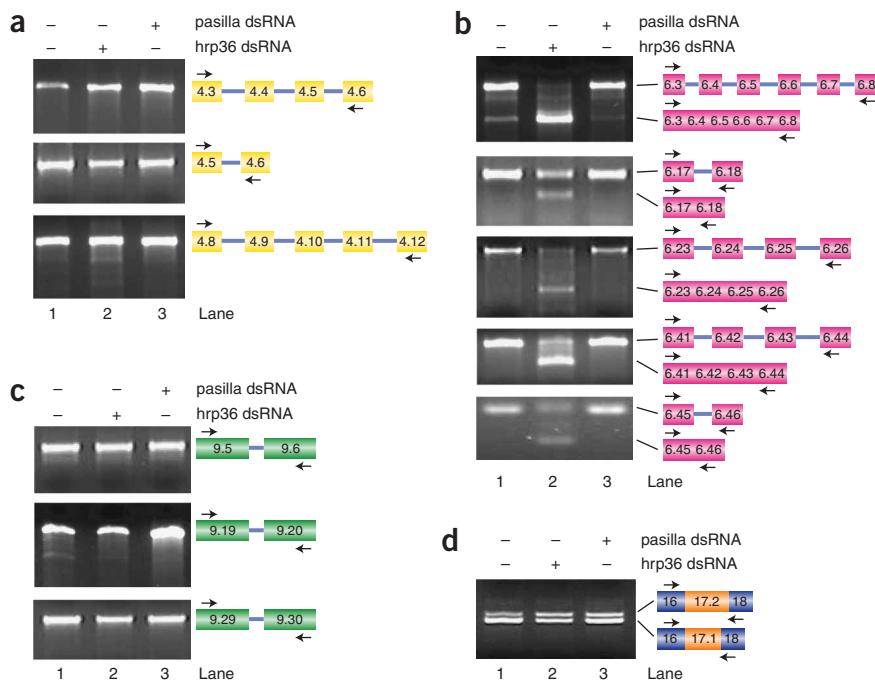 a
– – + pasilla dsRNA
– + – hrp36 dsRNA
4.3 4.4 4.5 4.6
4.5 4.6
4.8 4.9 4.10 4.11 4.12
1 2 3 Lane
b
– – + pasilla dsRNA
– + – hrp36 dsRNA
6.3 6.4 6.5 6.6 6.7 6.8
6.3 6.4 6.5 6.6 6.7 6.8
6.17 6.18
6.17 6.18
6.23 6.24 6.25 6.26
6.23 6.24 6.25 6.26
6.41 6.42 6.43 6.44
6.41 6.42 6.43 6.44
6.45 6.46
6.45 6.46
1 2 3 Lane
c
– – + pasilla dsRNA
– + – hrp36 dsRNA
9.5 9.6
9.19 9.20
9.29 9.30
1 2 3 Lane
d
– – + pasilla dsRNA
– + – hrp36 dsRNA
16 17.2 18
16 17.1 18
1 2 3 Lane